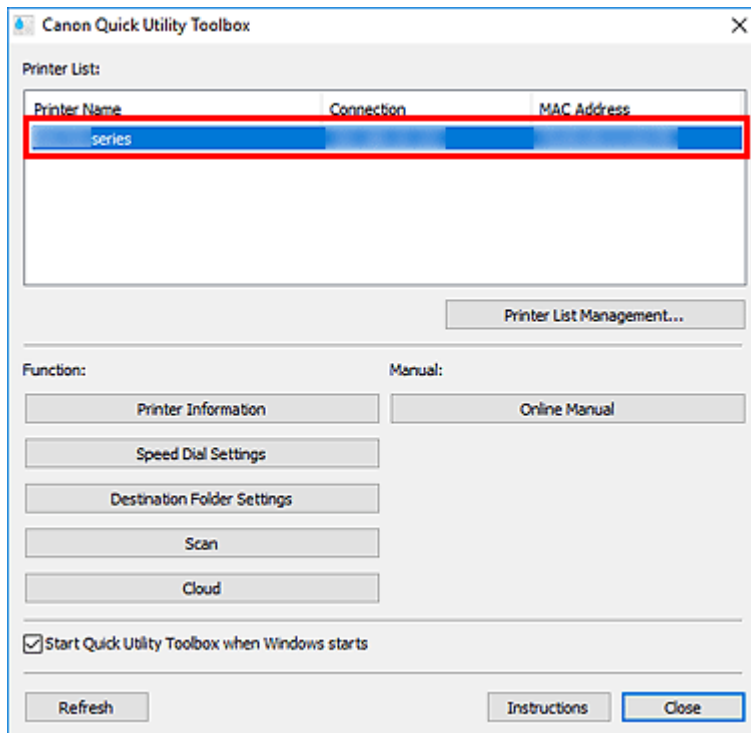 Canon Quick Utility Toolbox
Printer List:
Printer Name Connection MAC Address
series
Printer List Management...
Function: Manual:
Printer Information Online Manual
Speed Dial Settings
Destination Folder Settings
Scan
Cloud
Start Quick Utility Toolbox when Windows starts
Refresh Instructions Close